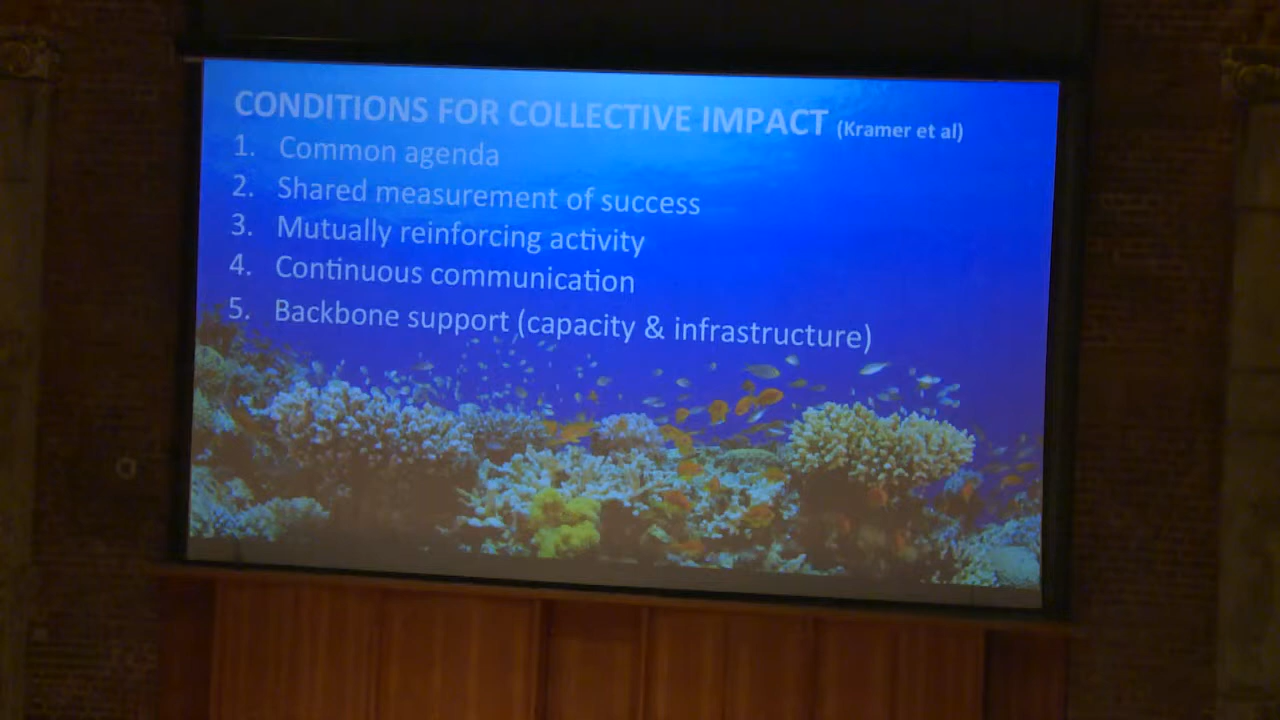 CONDITIONS FOR COLLECTIVE IMPACT (Kramer et al)
1. Common agenda
2. Shared measurement of success
3. Mutually reinforcing activity
4. Continuous communication
5. Backbone support (capacity & infrastructure)